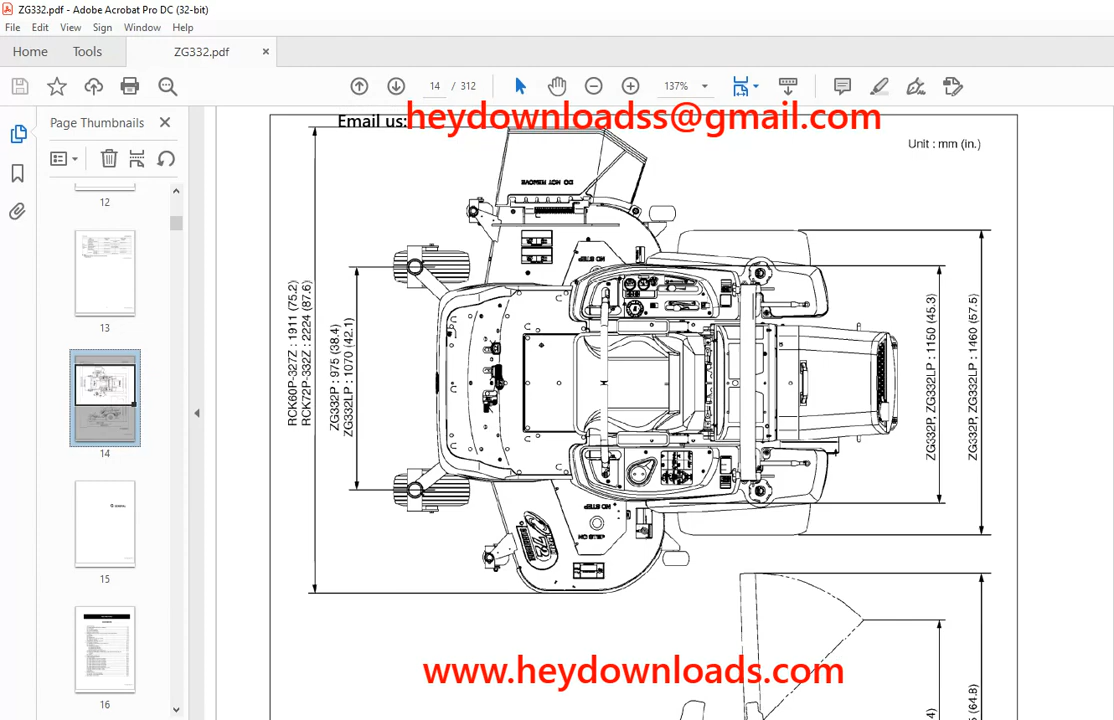 ZG332.pdf - Adobe Acrobat Pro DC (32-bit)
File Edit View Sign Window Help
Home Tools ZG332.pdf ×
14 / 312 137%
Page Thumbnails
Email us:heydownloadss@gmail.com
Unit : mm (in.)
12
13
14
15
16
DO NOT REMOVE
NO STEP
RCK60P-327Z : 1911 (75.2)
RCK72P-332Z : 2224 (87.6)
ZG332P : 975 (38.4)
ZG332LP : 1070 (42.1)
ZG332P, ZG332LP : 1150 (45.3)
ZG332P, ZG332LP : 1460 (57.5)
NO STEP
72
www.heydownloads.com
(64.8)